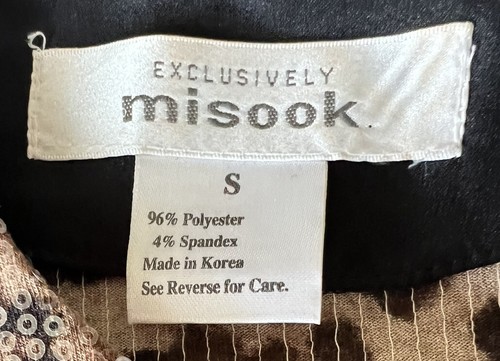 EXCLUSIVELY
misook.
S
96% Polyester
4% Spandex
Made in Korea
See Reverse for Care.